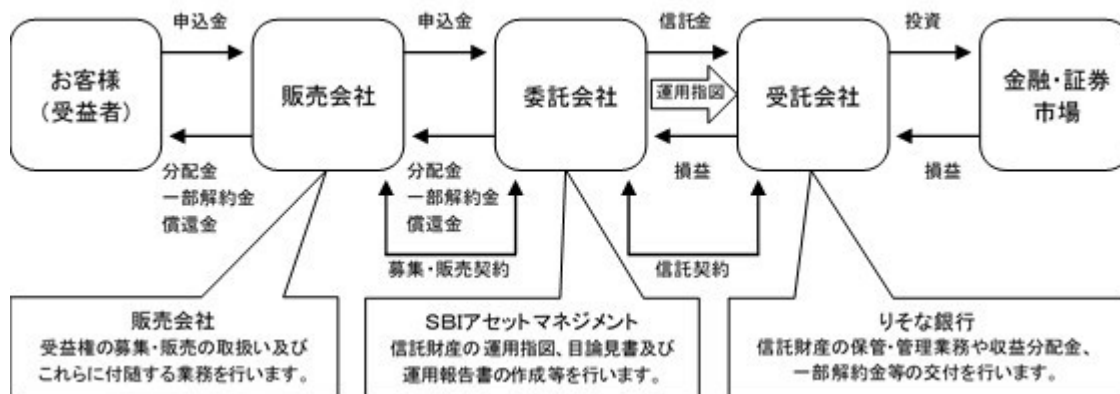 申込金
申込金
信託金
投資
お客様
(受益者)
販売会社
委託会社
運用指図
受託会社
金融・証券
市場
分配金
一部解約金
償還金
分配金
一部解約金
償還金
損益
損益
募集・販売契約
信託契約
販売会社
受益権の募集・販売の取扱い及び
これらに付随する業務を行います。
SBIアセットマネジメント
信託財産の運用指図、目論見書及び
運用報告書の作成等を行います。
りそな銀行
信託財産の保管・管理業務や収益分配金、
一部解約金等の交付を行います。